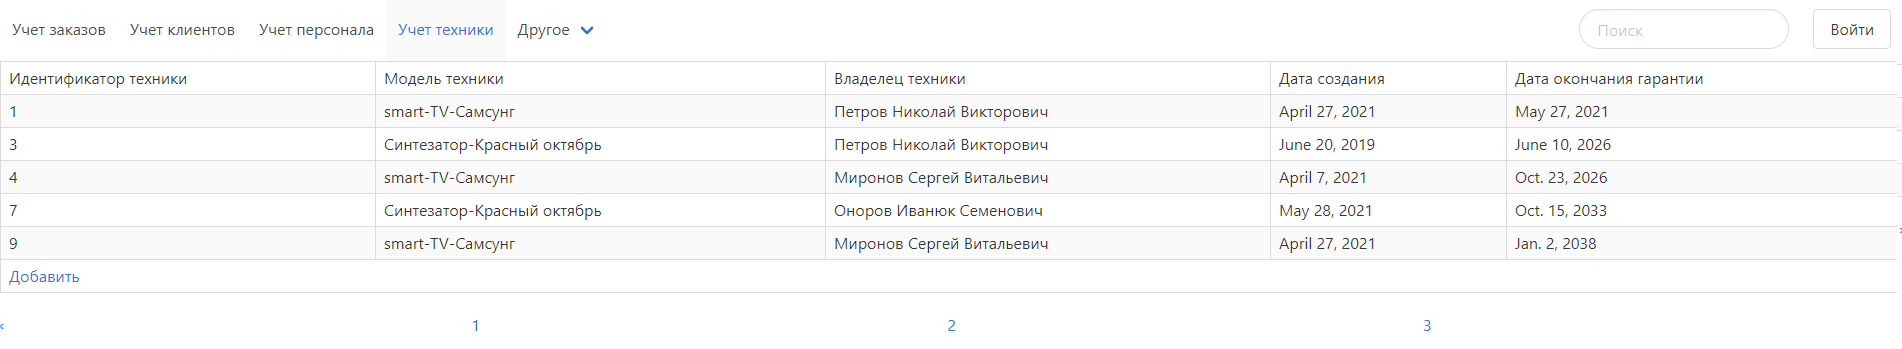 Учет заказов Учет клиентов Учет персонала Учет техники Другое Поиск Войти
Идентификатор техники Модель техники Владелец техники Дата создания Дата окончания гарантии
1 smart-TV-Самсунг Петров Николай Викторович April 27, 2021 May 27, 2021
3 Синтезатор-Красный октябрь Петров Николай Викторович June 20, 2019 June 10, 2026
4 smart-TV-Самсунг Миронов Сергей Витальевич April 7, 2021 Oct. 23, 2026
7 Синтезатор-Красный октябрь Оноров Иванюк Семенович May 28, 2021 Oct. 15, 2033
9 smart-TV-Самсунг Миронов Сергей Витальевич April 27, 2021 Jan. 2, 2038
Добавить
1 2 3